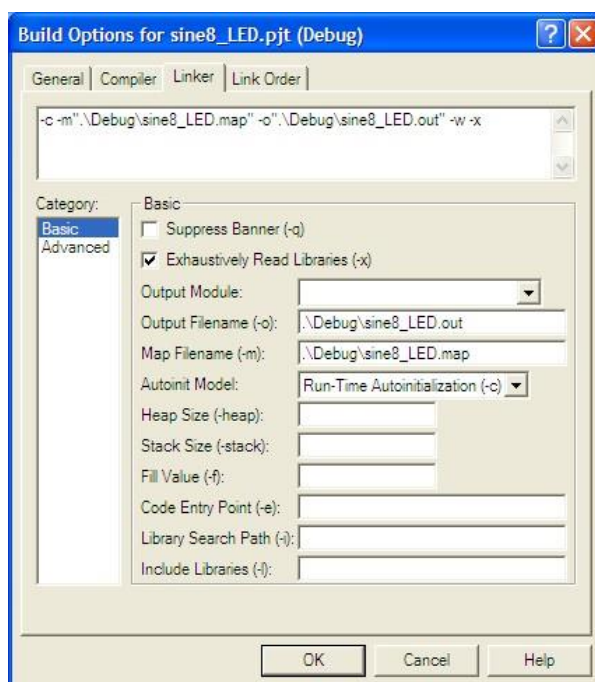 Build Options for sine8_LED.pjt (Debug)
General Compiler Linker Link Order
-c -m".\Debug\sine8_LED.map" -o".\Debug\sine8_LED.out" -w -x
Category:
Basic
Advanced
Basic
Suppress Banner (-q)
Exhaustively Read Libraries (-x)
Output Module:
Output Filename (-o): .\Debug\sine8_LED.out
Map Filename (-m): .\Debug\sine8_LED.map
Autoinit Model: Run-Time Autoinitialization (-c)
Heap Size (-heap):
Stack Size (-stack):
Fill Value (-f):
Code Entry Point (-e):
Library Search Path (-i):
Include Libraries (-l):
OK Cancel Help